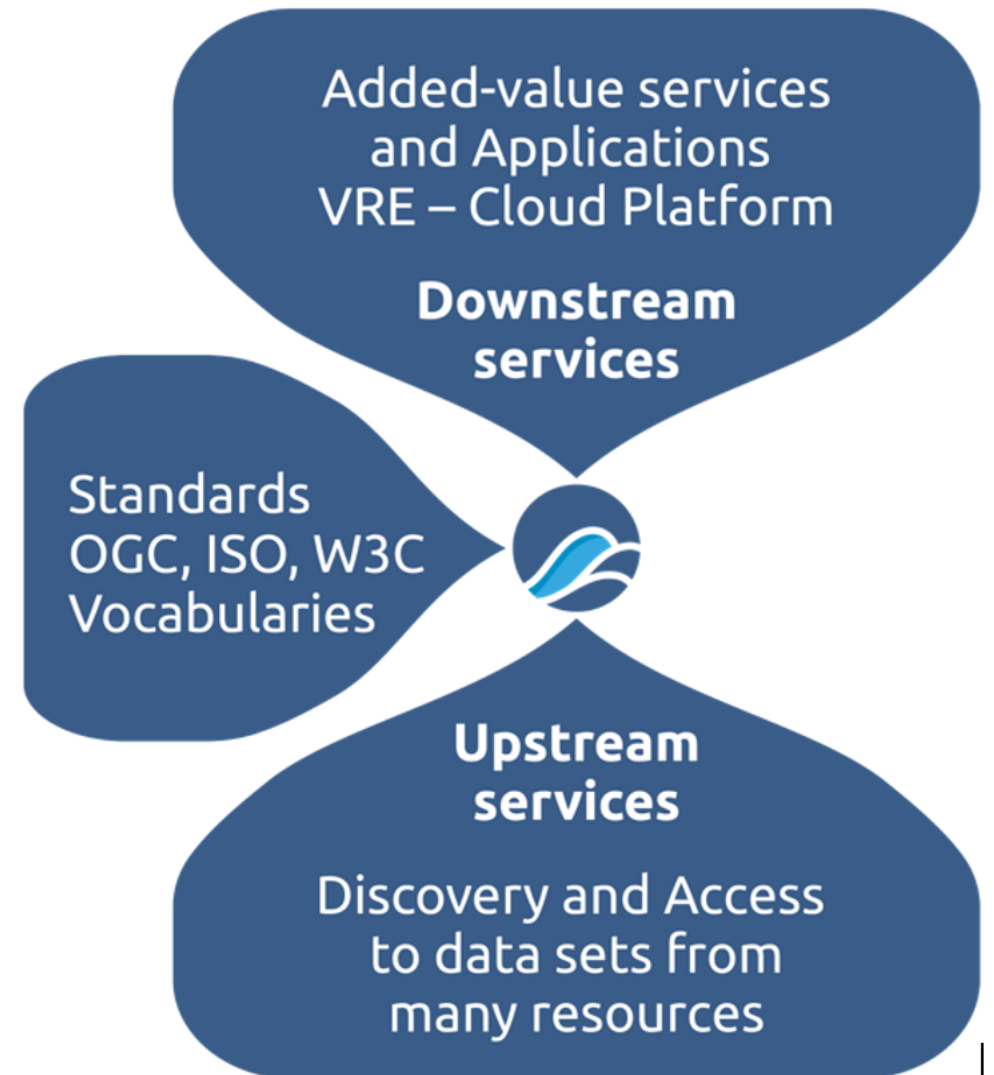 Added-value services
and Applications
VRE – Cloud Platform
Downstream
services
Standards
OGC, ISO, W3C
Vocabularies
Upstream
services
Discovery and Access
to data sets from
many resources